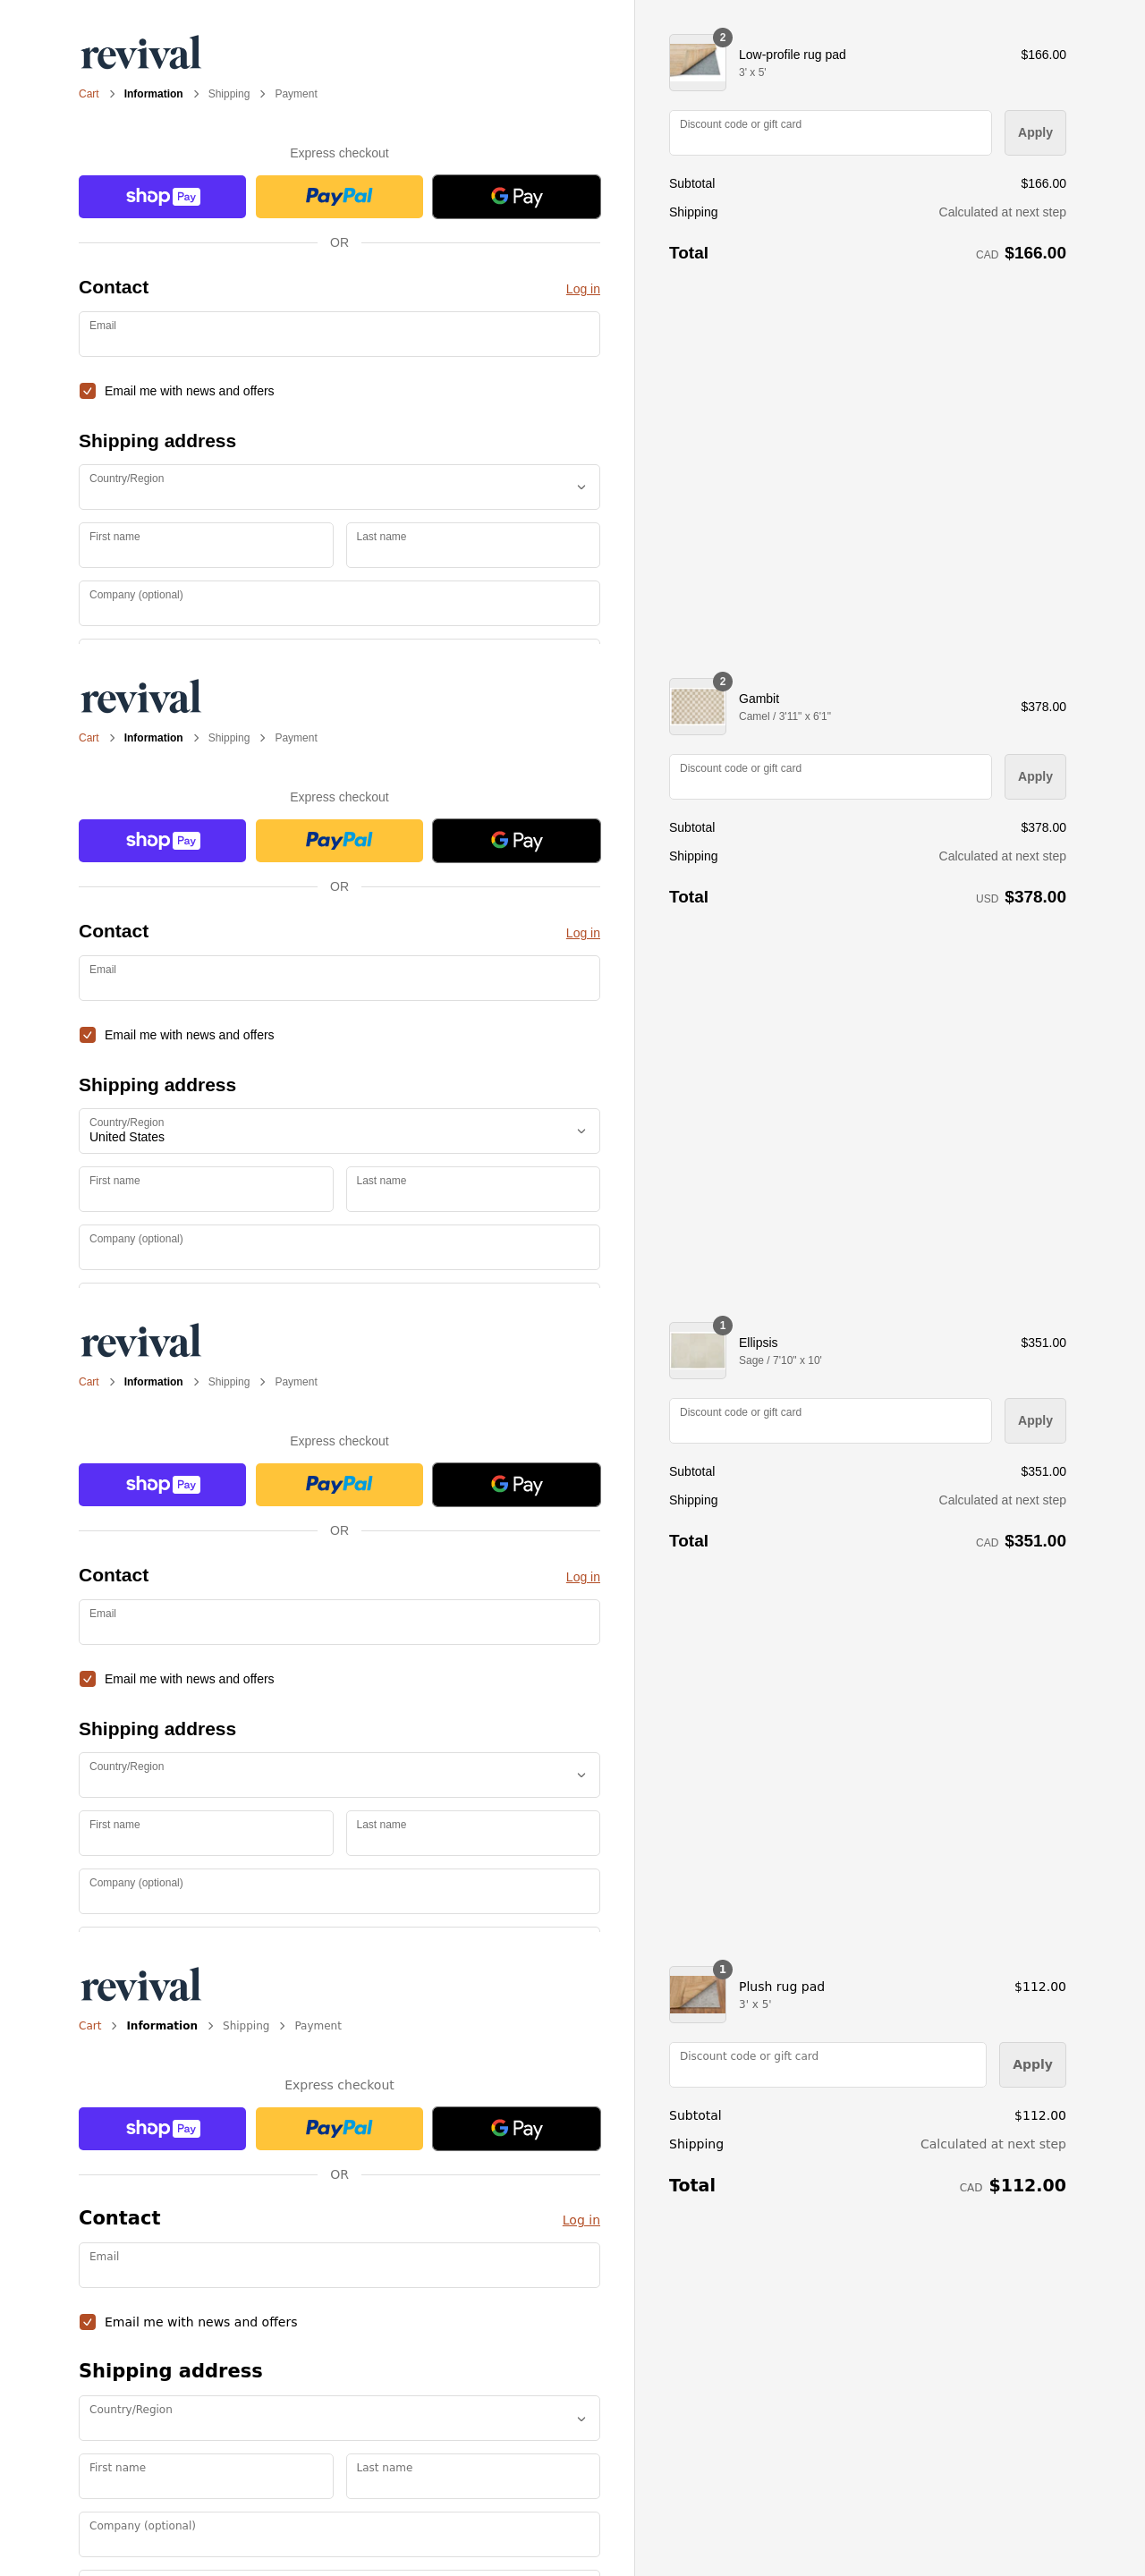 revival
Cart > Information > Shipping > Payment
Express checkout
shop Pay PayPal G Pay
OR
Contact Log in
Email
Email me with news and offers
Shipping address
Country/Region
First name Last name
Company (optional)
2
Low-profile rug pad $166.00
3' x 5'
Discount code or gift card Apply
Subtotal $166.00
Shipping Calculated at next step
Total CAD $166.00
revival
Cart > Information > Shipping > Payment
Express checkout
shop Pay PayPal G Pay
OR
Contact Log in
Email
Email me with news and offers
Shipping address
Country/Region
United States
First name Last name
Company (optional)
2
Gambit $378.00
Camel / 3'11" x 6'1"
Discount code or gift card Apply
Subtotal $378.00
Shipping Calculated at next step
Total USD $378.00
revival
Cart > Information > Shipping > Payment
Express checkout
shop Pay PayPal G Pay
OR
Contact Log in
Email
Email me with news and offers
Shipping address
Country/Region
First name Last name
Company (optional)
1
Ellipsis $351.00
Sage / 7'10" x 10'
Discount code or gift card Apply
Subtotal $351.00
Shipping Calculated at next step
Total CAD $351.00
revival
Cart > Information > Shipping > Payment
Express checkout
shop Pay PayPal G Pay
OR
Contact Log in
Email
Email me with news and offers
Shipping address
Country/Region
First name Last name
Company (optional)
1
Plush rug pad $112.00
3' x 5'
Discount code or gift card Apply
Subtotal $112.00
Shipping Calculated at next step
Total CAD $112.00